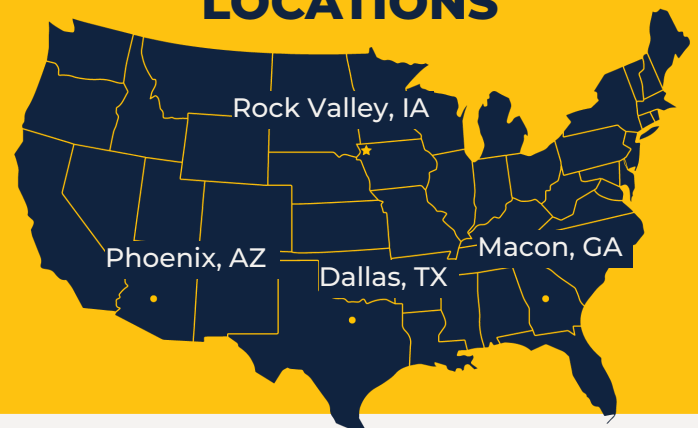 LOCATIONS
Rock Valley, IA
Phoenix, AZ
Macon, GA
Dallas, TX